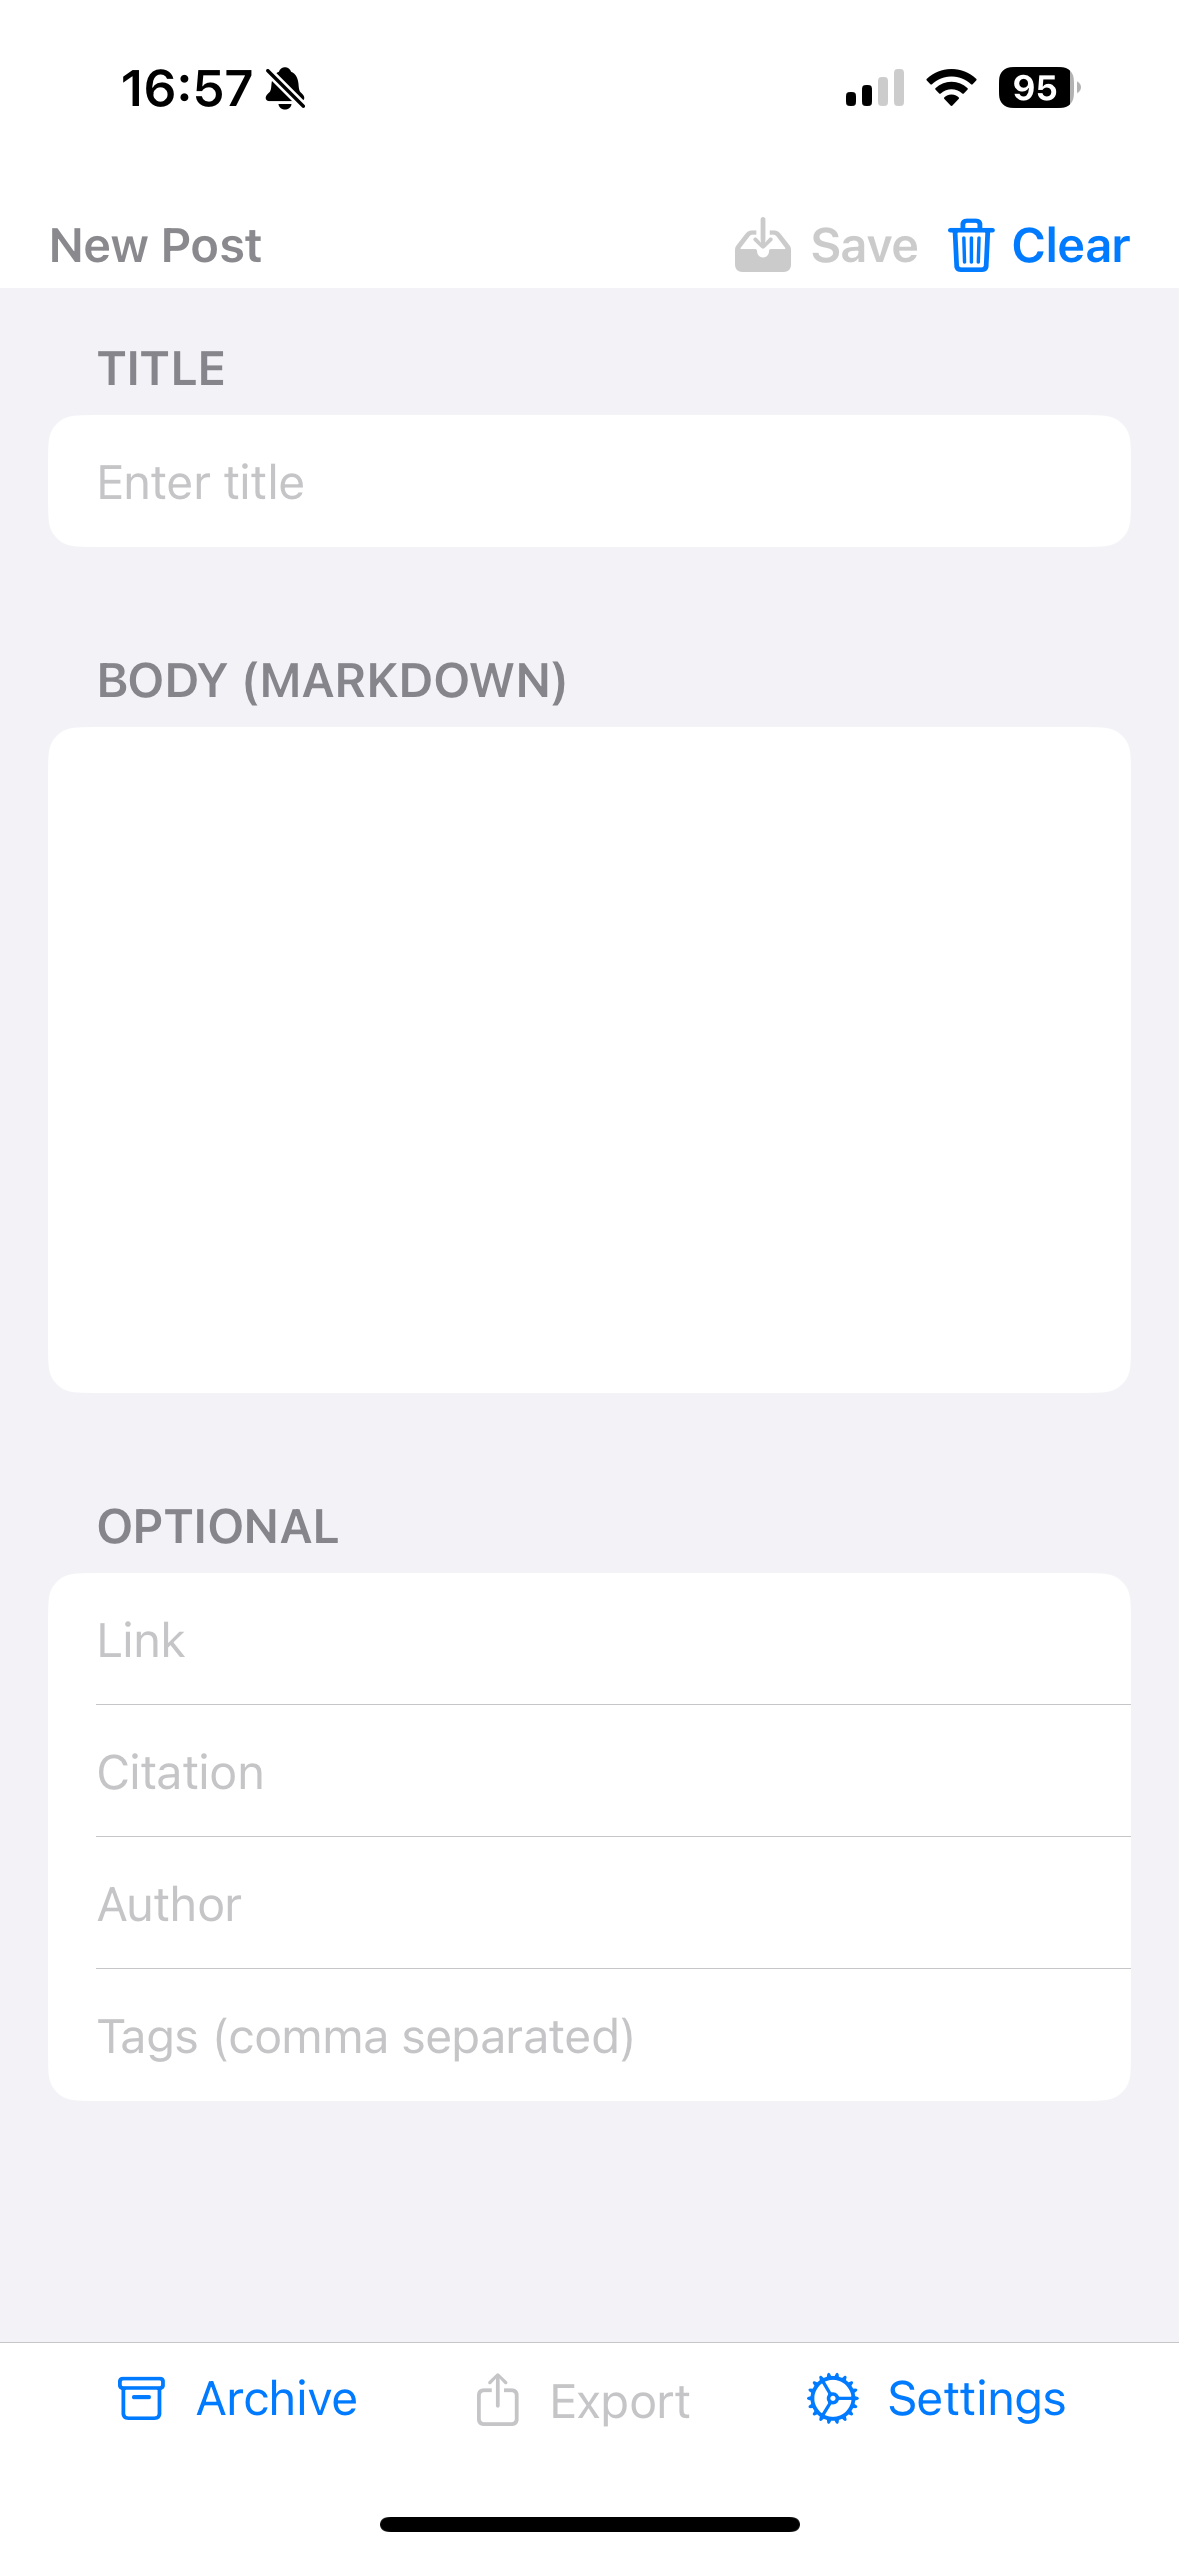 16:57
95
New Post
Save
Clear
TITLE
Enter title
BODY (MARKDOWN)
OPTIONAL
Link
Citation
Author
Tags (comma separated)
Archive
Export
Settings